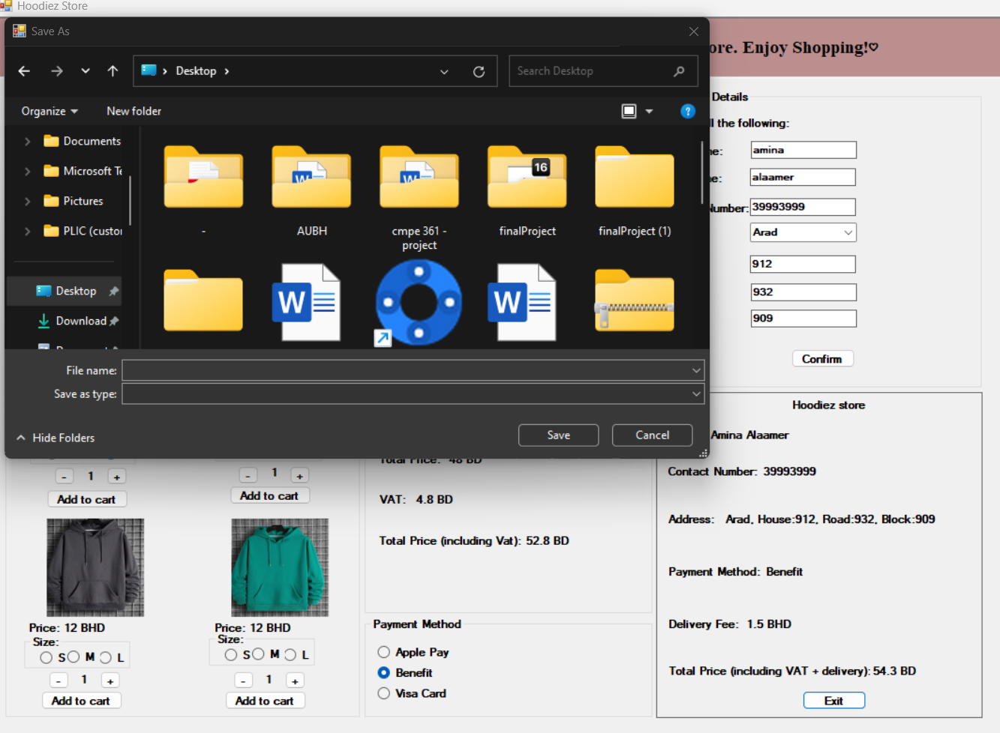 Hoodiez Store
Save As
Desktop
Search Desktop
ore. Enjoy Shopping!♡
Organize
New folder
?
Documents
Microsoft Te
Pictures
PLIC (custor
Desktop
Download
16
W
W
-
AUBH
cmpe 361 -
project
finalProject
finalProject (1)
W
W
File name:
Save as type:
Hide Folders
Save
Cancel
Details
ll the following:
ne:
amina
ne:
alaamer
Number:
39993999
Arad
912
932
909
Confirm
- 1 +
Add to cart
- 1 +
Add to cart
Price: 12 BHD
Size:
S M L
- 1 +
Add to cart
Price: 12 BHD
Size:
S M L
- 1 +
Add to cart
Total Price: 48 BD
VAT: 4.8 BD
Total Price (including Vat): 52.8 BD
Payment Method
Apple Pay
Benefit
Visa Card
Hoodiez store
Amina Alaamer
Contact Number: 39993999
Address: Arad, House:912, Road:932, Block:909
Payment Method: Benefit
Delivery Fee: 1.5 BHD
Total Price (including VAT + delivery): 54.3 BD
Exit